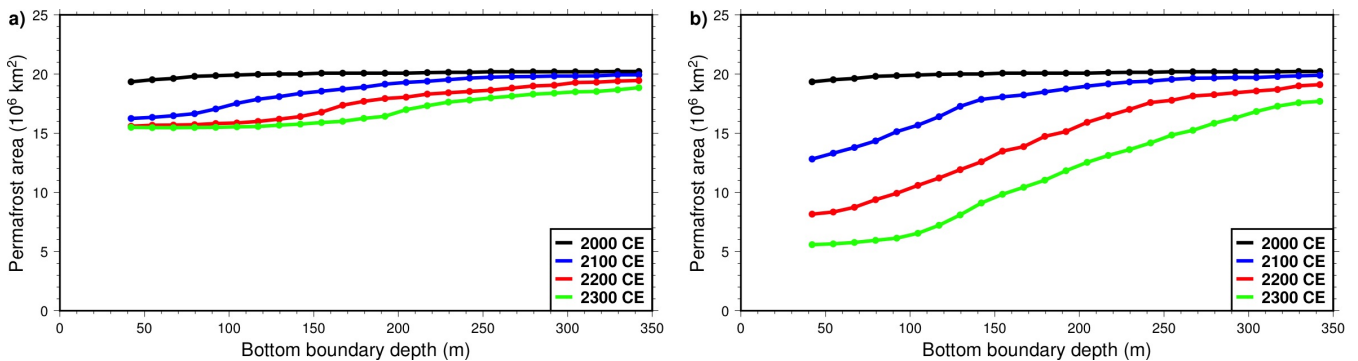 a)
Permafrost area (10⁶ km²)
25
20
15
10
5
0
0 50 100 150 200 250 300 350
Bottom boundary depth (m)
2000 CE
2100 CE
2200 CE
2300 CE
b)
Permafrost area (10⁶ km²)
25
20
15
10
5
0
0 50 100 150 200 250 300 350
Bottom boundary depth (m)
2000 CE
2100 CE
2200 CE
2300 CE